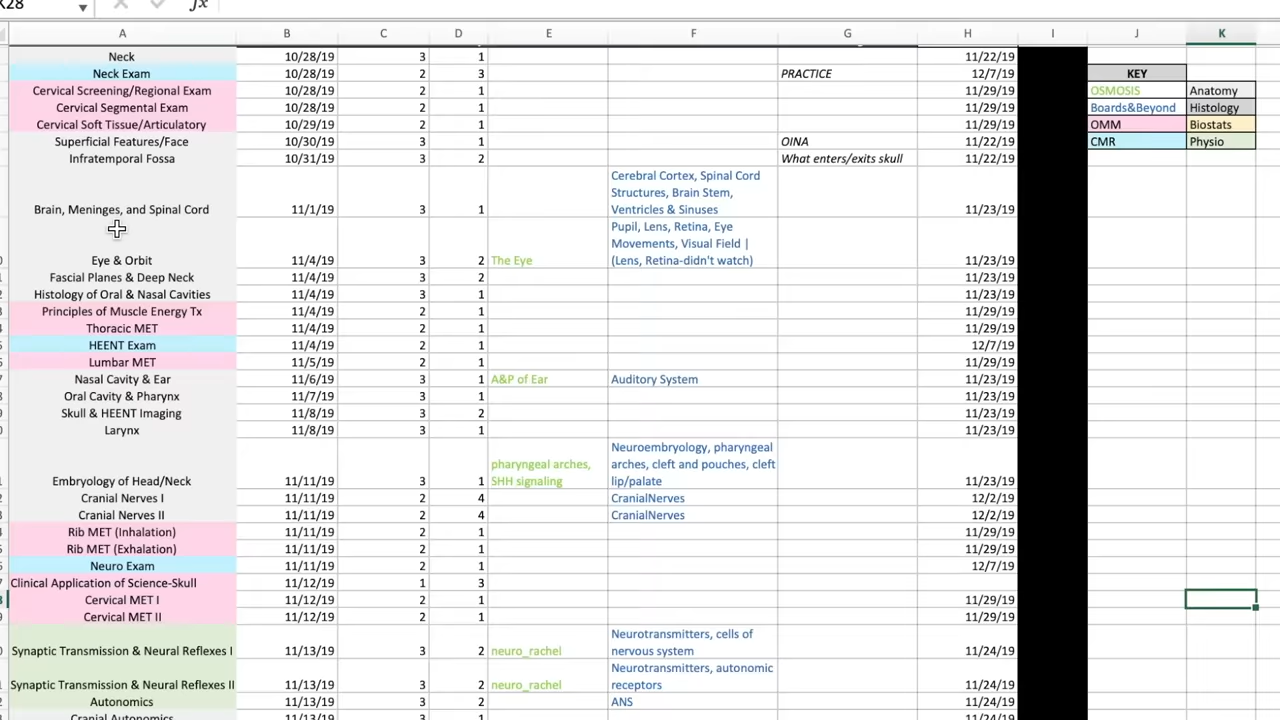 K28 fx
A B C D E F G H I J K
Neck 10/28/19 3 1 11/22/19
Neck Exam 10/28/19 2 3 PRACTICE 12/7/19 KEY
Cervical Screening/Regional Exam 10/28/19 2 1 11/29/19 OSMOSIS Anatomy
Cervical Segmental Exam 10/28/19 2 1 11/29/19 Boards&Beyond Histology
Cervical Soft Tissue/Articulatory 10/29/19 2 1 11/29/19 OMM Biostats
Superficial Features/Face 10/30/19 3 1 OINA 11/22/19 CMR Physio
Infratemporal Fossa 10/31/19 3 2 What enters/exits skull 11/22/19
Cerebral Cortex, Spinal Cord
Structures, Brain Stem,
Brain, Meninges, and Spinal Cord 11/1/19 3 1 Ventricles & Sinuses 11/23/19
Pupil, Lens, Retina, Eye
Movements, Visual Field |
Eye & Orbit 11/4/19 3 2 The Eye (Lens, Retina-didn't watch) 11/23/19
Fascial Planes & Deep Neck 11/4/19 3 2 11/23/19
Histology of Oral & Nasal Cavities 11/4/19 3 1 11/23/19
Principles of Muscle Energy Tx 11/4/19 2 1 11/29/19
Thoracic MET 11/4/19 2 1 11/29/19
HEENT Exam 11/4/19 2 1 12/7/19
Lumbar MET 11/5/19 2 1 11/29/19
Nasal Cavity & Ear 11/6/19 3 1 A&P of Ear Auditory System 11/23/19
Oral Cavity & Pharynx 11/7/19 3 1 11/23/19
Skull & HEENT Imaging 11/8/19 3 2 11/23/19
Larynx 11/8/19 3 1 11/23/19
Neuroembryology, pharyngeal
pharyngeal arches, arches, cleft and pouches, cleft
Embryology of Head/Neck 11/11/19 3 1 SHH signaling lip/palate 11/23/19
Cranial Nerves I 11/11/19 2 4 CranialNerves 12/2/19
Cranial Nerves II 11/11/19 2 4 CranialNerves 12/2/19
Rib MET (Inhalation) 11/11/19 2 1 11/29/19
Rib MET (Exhalation) 11/11/19 2 1 11/29/19
Neuro Exam 11/11/19 2 1 12/7/19
Clinical Application of Science-Skull 11/12/19 1 3
Cervical MET I 11/12/19 2 1 11/29/19
Cervical MET II 11/12/19 2 1 11/29/19
Neurotransmitters, cells of
Synaptic Transmission & Neural Reflexes I 11/13/19 3 2 neuro_rachel nervous system 11/24/19
Neurotransmitters, autonomic
Synaptic Transmission & Neural Reflexes II 11/13/19 3 2 neuro_rachel receptors 11/24/19
Autonomics 11/13/19 3 2 ANS 11/24/19
Cranial Autonomics 11/13/19 3 1 11/24/19